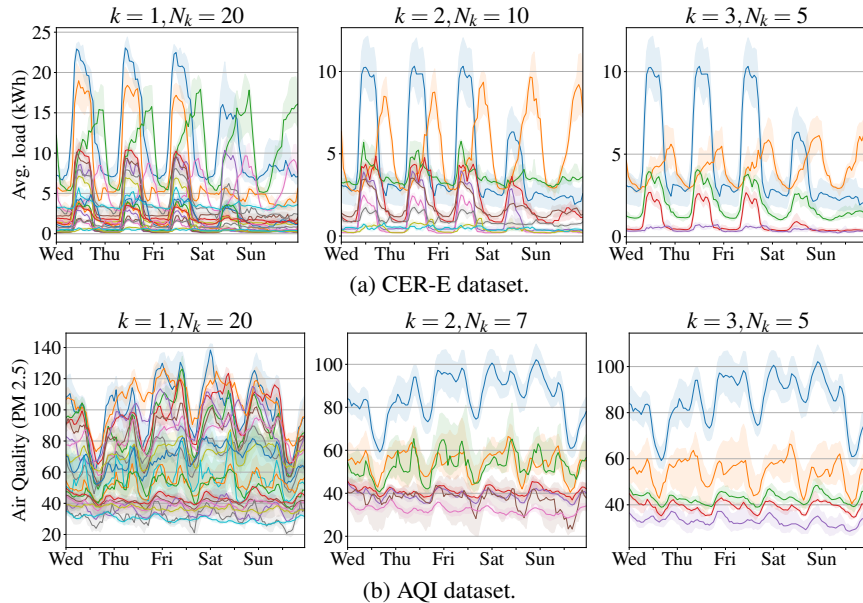 k = 1, N_k = 20
k = 2, N_k = 10
k = 3, N_k = 5
Avg. load (kWh)
25
20
15
10
5
0
10
5
0
10
5
0
Wed Thu Fri Sat Sun
Wed Thu Fri Sat Sun
Wed Thu Fri Sat Sun
(a) CER-E dataset.
k = 1, N_k = 20
k = 2, N_k = 7
k = 3, N_k = 5
Air Quality (PM 2.5)
140
120
100
80
60
40
20
100
80
60
40
20
100
80
60
40
Wed Thu Fri Sat Sun
Wed Thu Fri Sat Sun
Wed Thu Fri Sat Sun
(b) AQI dataset.